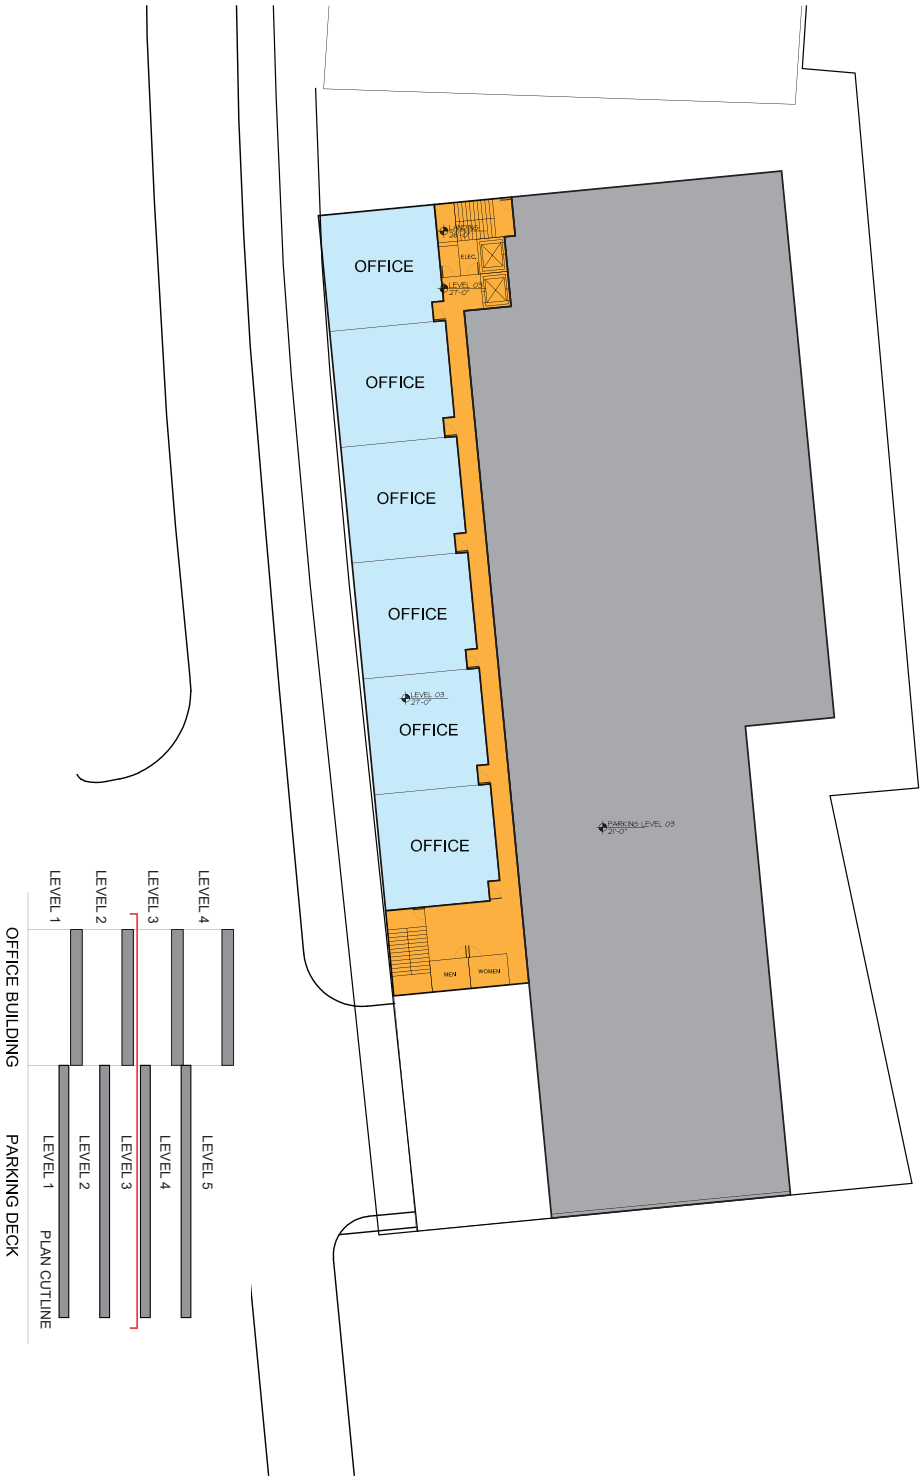 OFFICE
LANDING
ELEC.
LEVEL 03
27'-0"
OFFICE
OFFICE
OFFICE
LEVEL 03
27'-0"
OFFICE
PARKING LEVEL 03
21'-0"
OFFICE
MEN
WOMEN
LEVEL 1
LEVEL 2
LEVEL 3
LEVEL 4
OFFICE BUILDING
LEVEL 1
LEVEL 2
LEVEL 3
LEVEL 4
LEVEL 5
PARKING DECK
PLAN CUTLINE